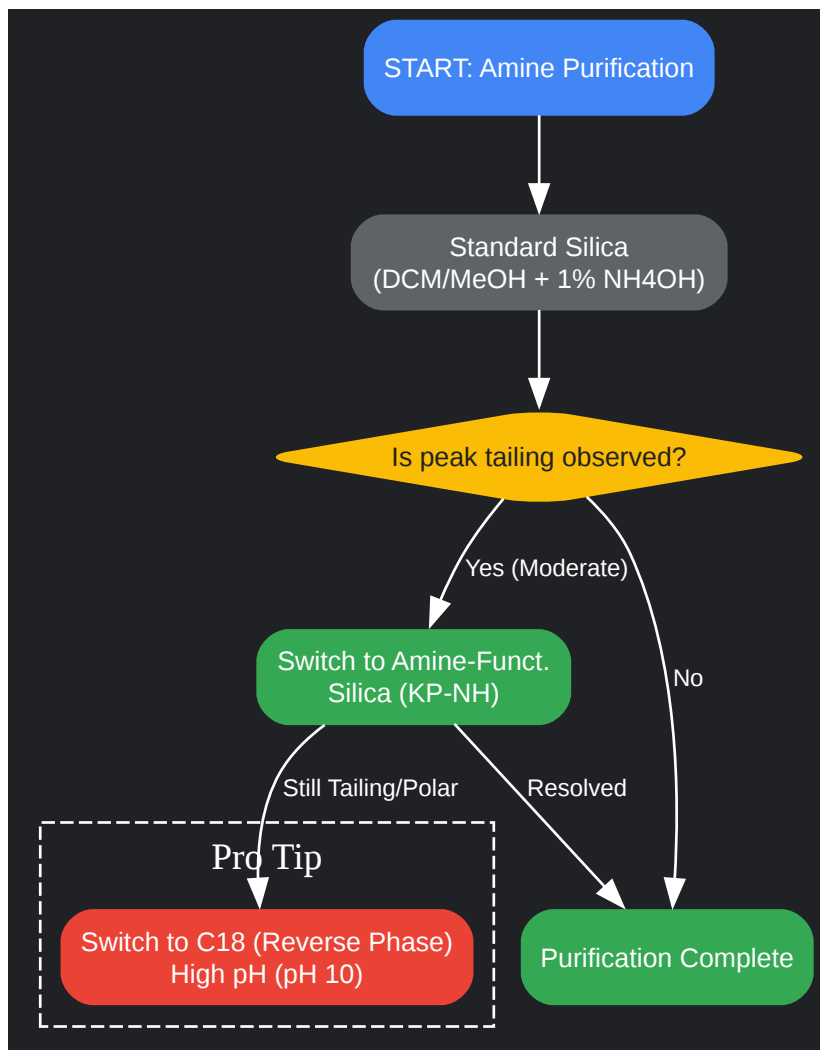 START: Amine Purification
Standard Silica
(DCM/MeOH + 1% NH4OH)
Is peak tailing observed?
Yes (Moderate)
No
Switch to Amine-Funct.
Silica (KP-NH)
Still Tailing/Polar
Resolved
Pro Tip
Switch to C18 (Reverse Phase)
High pH (pH 10)
Purification Complete